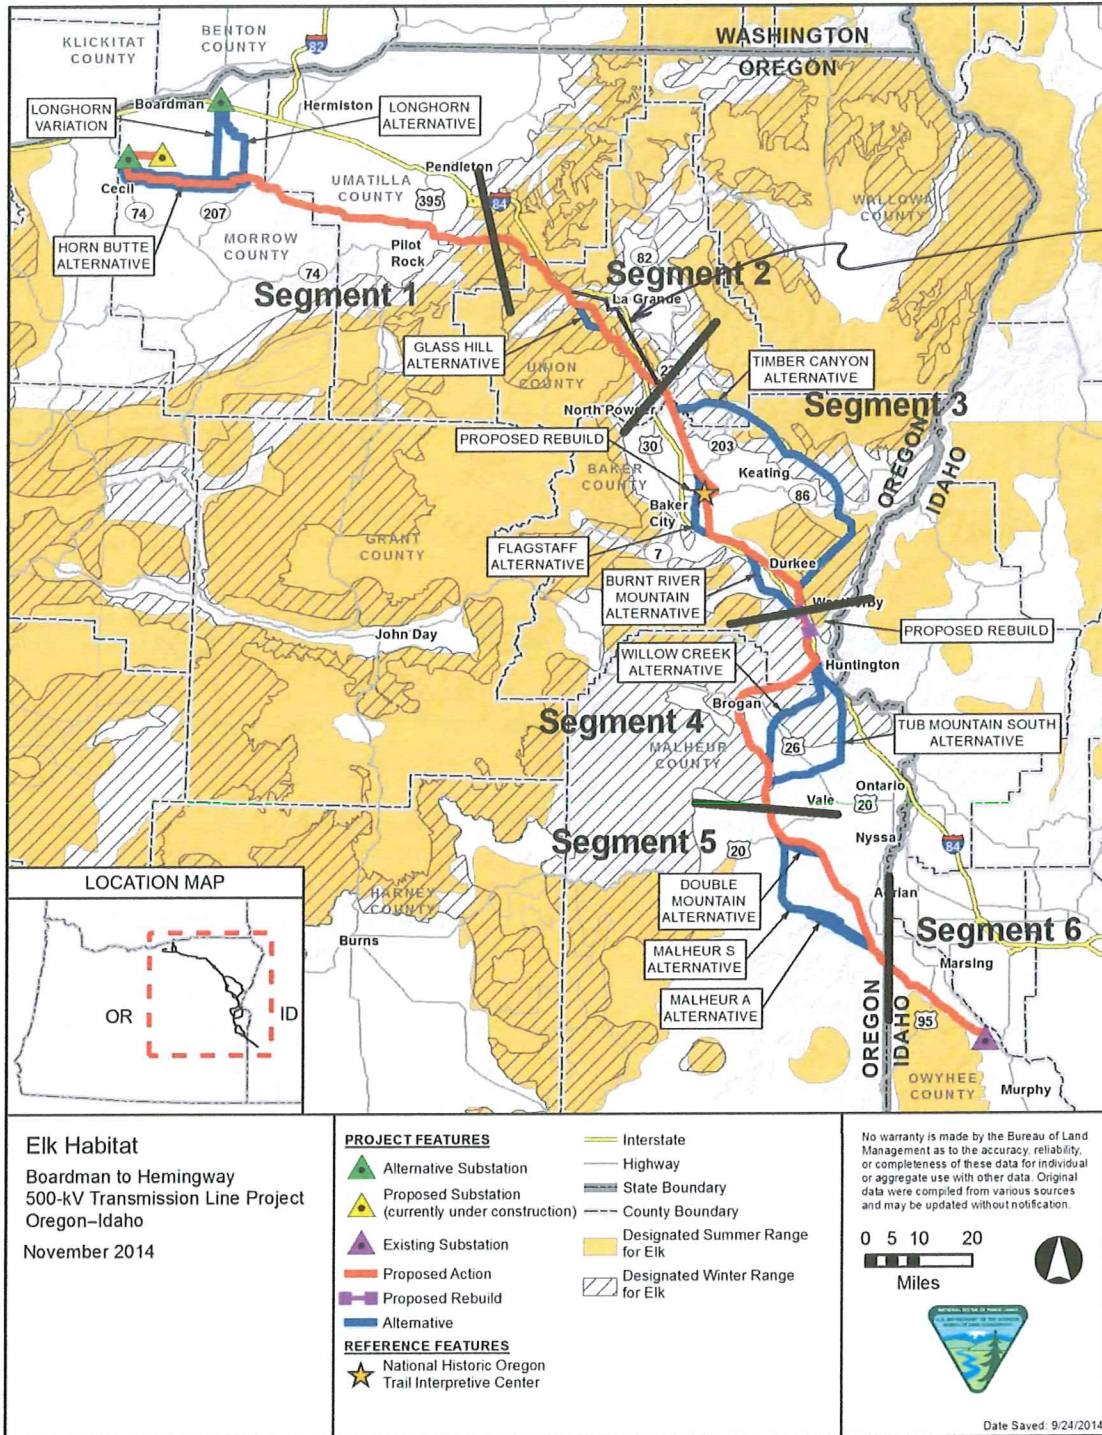 WASHINGTON
OREGON
KLICKITAT
COUNTY
BENTON
COUNTY
82
LONGHORN
VARIATION
Boardman
Hermiston
LONGHORN
ALTERNATIVE
Pendleton
Cecil
UMATILLA
COUNTY
395
84
WALLOWA
COUNTY
74
207
HORN BUTTE
ALTERNATIVE
MORROW
COUNTY
74
Pilot
Rock
82
Segment 1
Segment 2
La Grande
GLASS HILL
ALTERNATIVE
UNION
COUNTY
TIMBER CANYON
ALTERNATIVE
North Powder
Segment 3
PROPOSED REBUILD
30
203
BAKER
COUNTY
Keating
86
OREGON
IDAHO
Baker
City
GRANT
COUNTY
FLAGSTAFF
ALTERNATIVE
7
Durkee
BURNT RIVER
MOUNTAIN
ALTERNATIVE
Weatherby
PROPOSED REBUILD
John Day
WILLOW CREEK
ALTERNATIVE
Huntington
Brogan
Segment 4
MALHEUR
COUNTY
26
TUB MOUNTAIN SOUTH
ALTERNATIVE
Ontario
Vale
20
Nyssa
Segment 5
20
84
LOCATION MAP
HARNEY
COUNTY
DOUBLE
MOUNTAIN
ALTERNATIVE
Adrian
Burns
Segment 6
MALHEUR S
ALTERNATIVE
Marsing
MALHEUR A
ALTERNATIVE
OR
ID
OREGON
IDAHO
95
OWYHEE
COUNTY
Murphy
Elk Habitat
Boardman to Hemingway
500-kV Transmission Line Project
Oregon–Idaho
November 2014
PROJECT FEATURES
Alternative Substation
Proposed Substation
(currently under construction)
Existing Substation
Proposed Action
Proposed Rebuild
Alternative
REFERENCE FEATURES
National Historic Oregon
Trail Interpretive Center
Interstate
Highway
State Boundary
County Boundary
Designated Summer Range
for Elk
Designated Winter Range
for Elk
No warranty is made by the Bureau of Land
Management as to the accuracy, reliability,
or completeness of these data for individual
or aggregate use with other data. Original
data were compiled from various sources
and may be updated without notification.
0 5 10 20
Miles
Date Saved: 9/24/2014